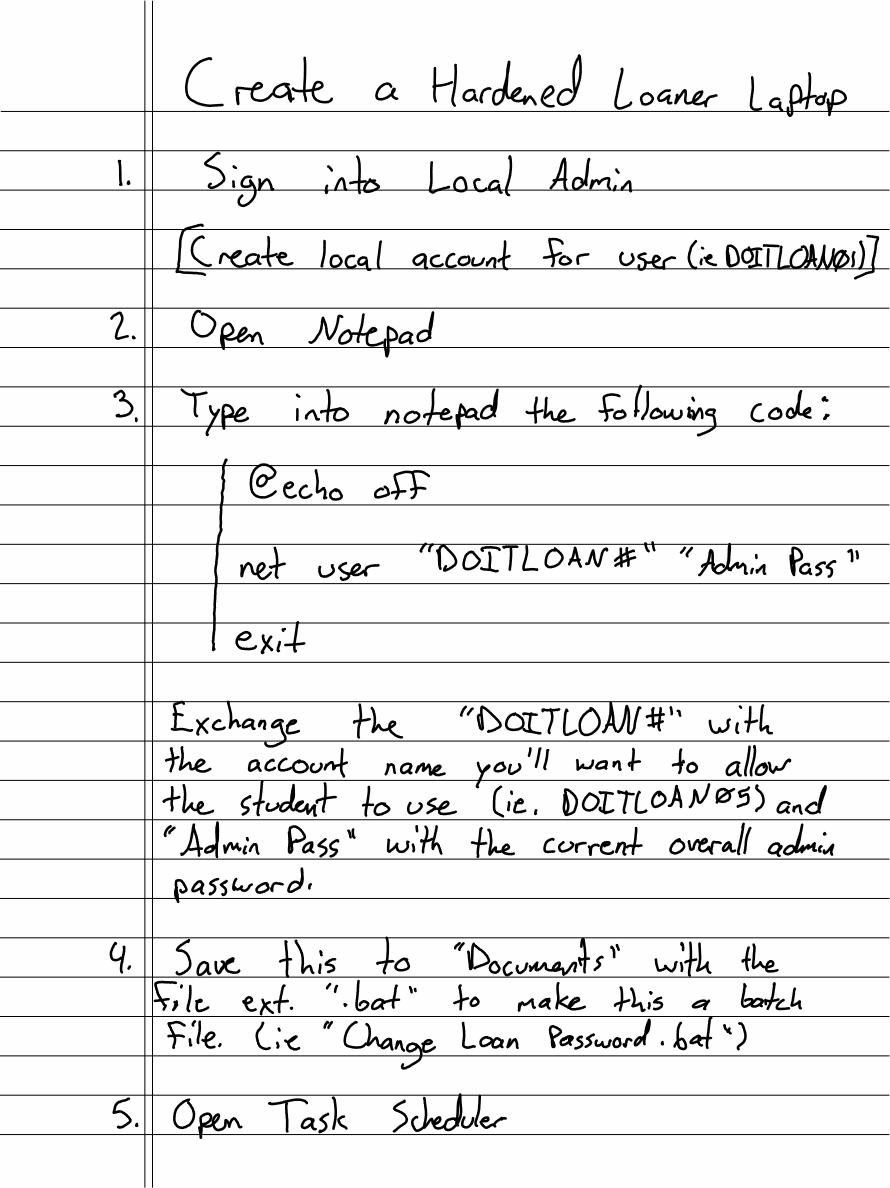 Create a Hardened Loaner Laptop
1. Sign into Local Admin
[Create local account for user (ie DOITLOAN01)]
2. Open Notepad
3. Type into notepad the following code:
@echo off
net user "DOITLOAN#" "Admin Pass"
exit
Exchange the "DOITLOAN#" with
the account name you'll want to allow
the student to use (ie. DOITLOAN05) and
"Admin Pass" with the current overall admin
password.
4. Save this to "Documents" with the
file ext. ".bat" to make this a batch
file. (ie "Change Loan Password.bat")
5. Open Task Scheduler